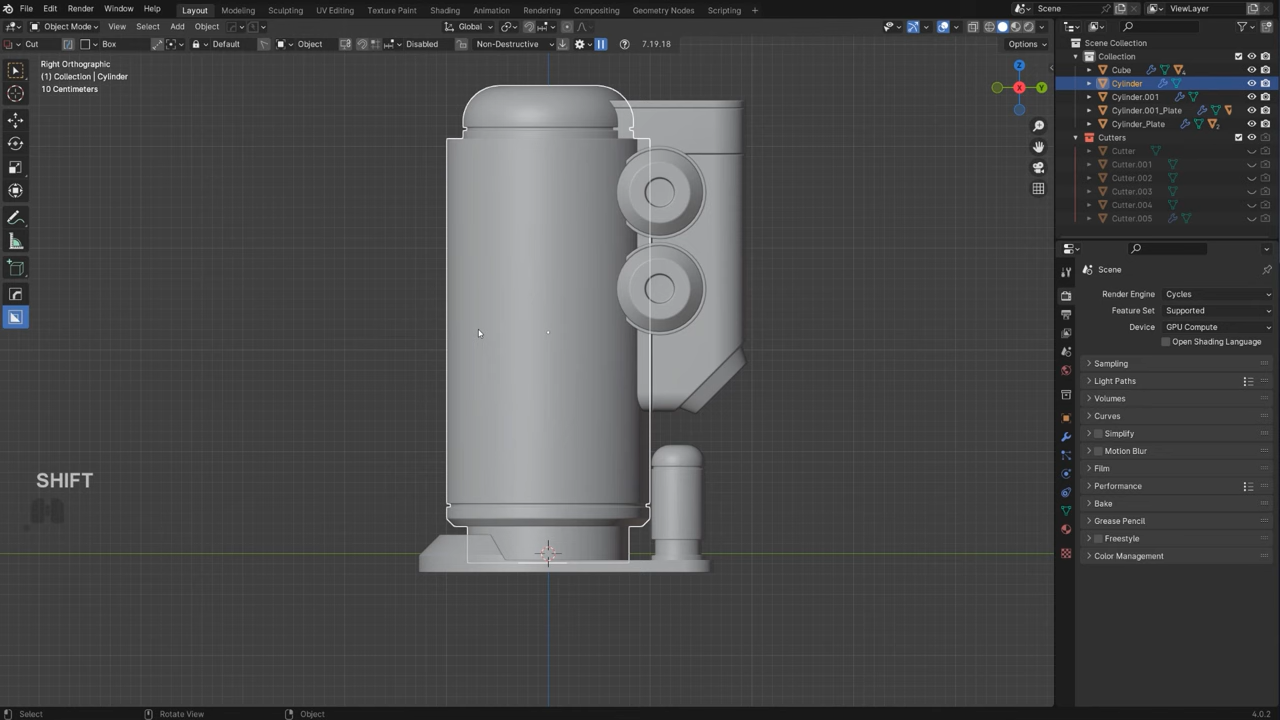 File Edit Render Window Help Layout Modeling Sculpting UV Editing Texture Paint Shading Animation Rendering Compositing Geometry Nodes Scripting + Scene ViewLayer
Object Mode View Select Add Object Global Default
Cut Box Default Object Disabled Non-Destructive 7.19.18 Options
Right Orthographic
(1) Collection | Cylinder
10 Centimeters
Z
X
Y
SHIFT
Scene Collection
Collection
Cube 4
Cylinder
Cylinder.001
Cylinder.001_Plate
Cylinder_Plate 2
Cutters
Cutter
Cutter.001
Cutter.002
Cutter.003
Cutter.004
Cutter.005
Scene
Render Engine Cycles
Feature Set Supported
Device GPU Compute
Open Shading Language
Sampling
Light Paths
Volumes
Curves
Simplify
Motion Blur
Film
Performance
Bake
Grease Pencil
Freestyle
Color Management
Select Rotate View Object 4.0.2